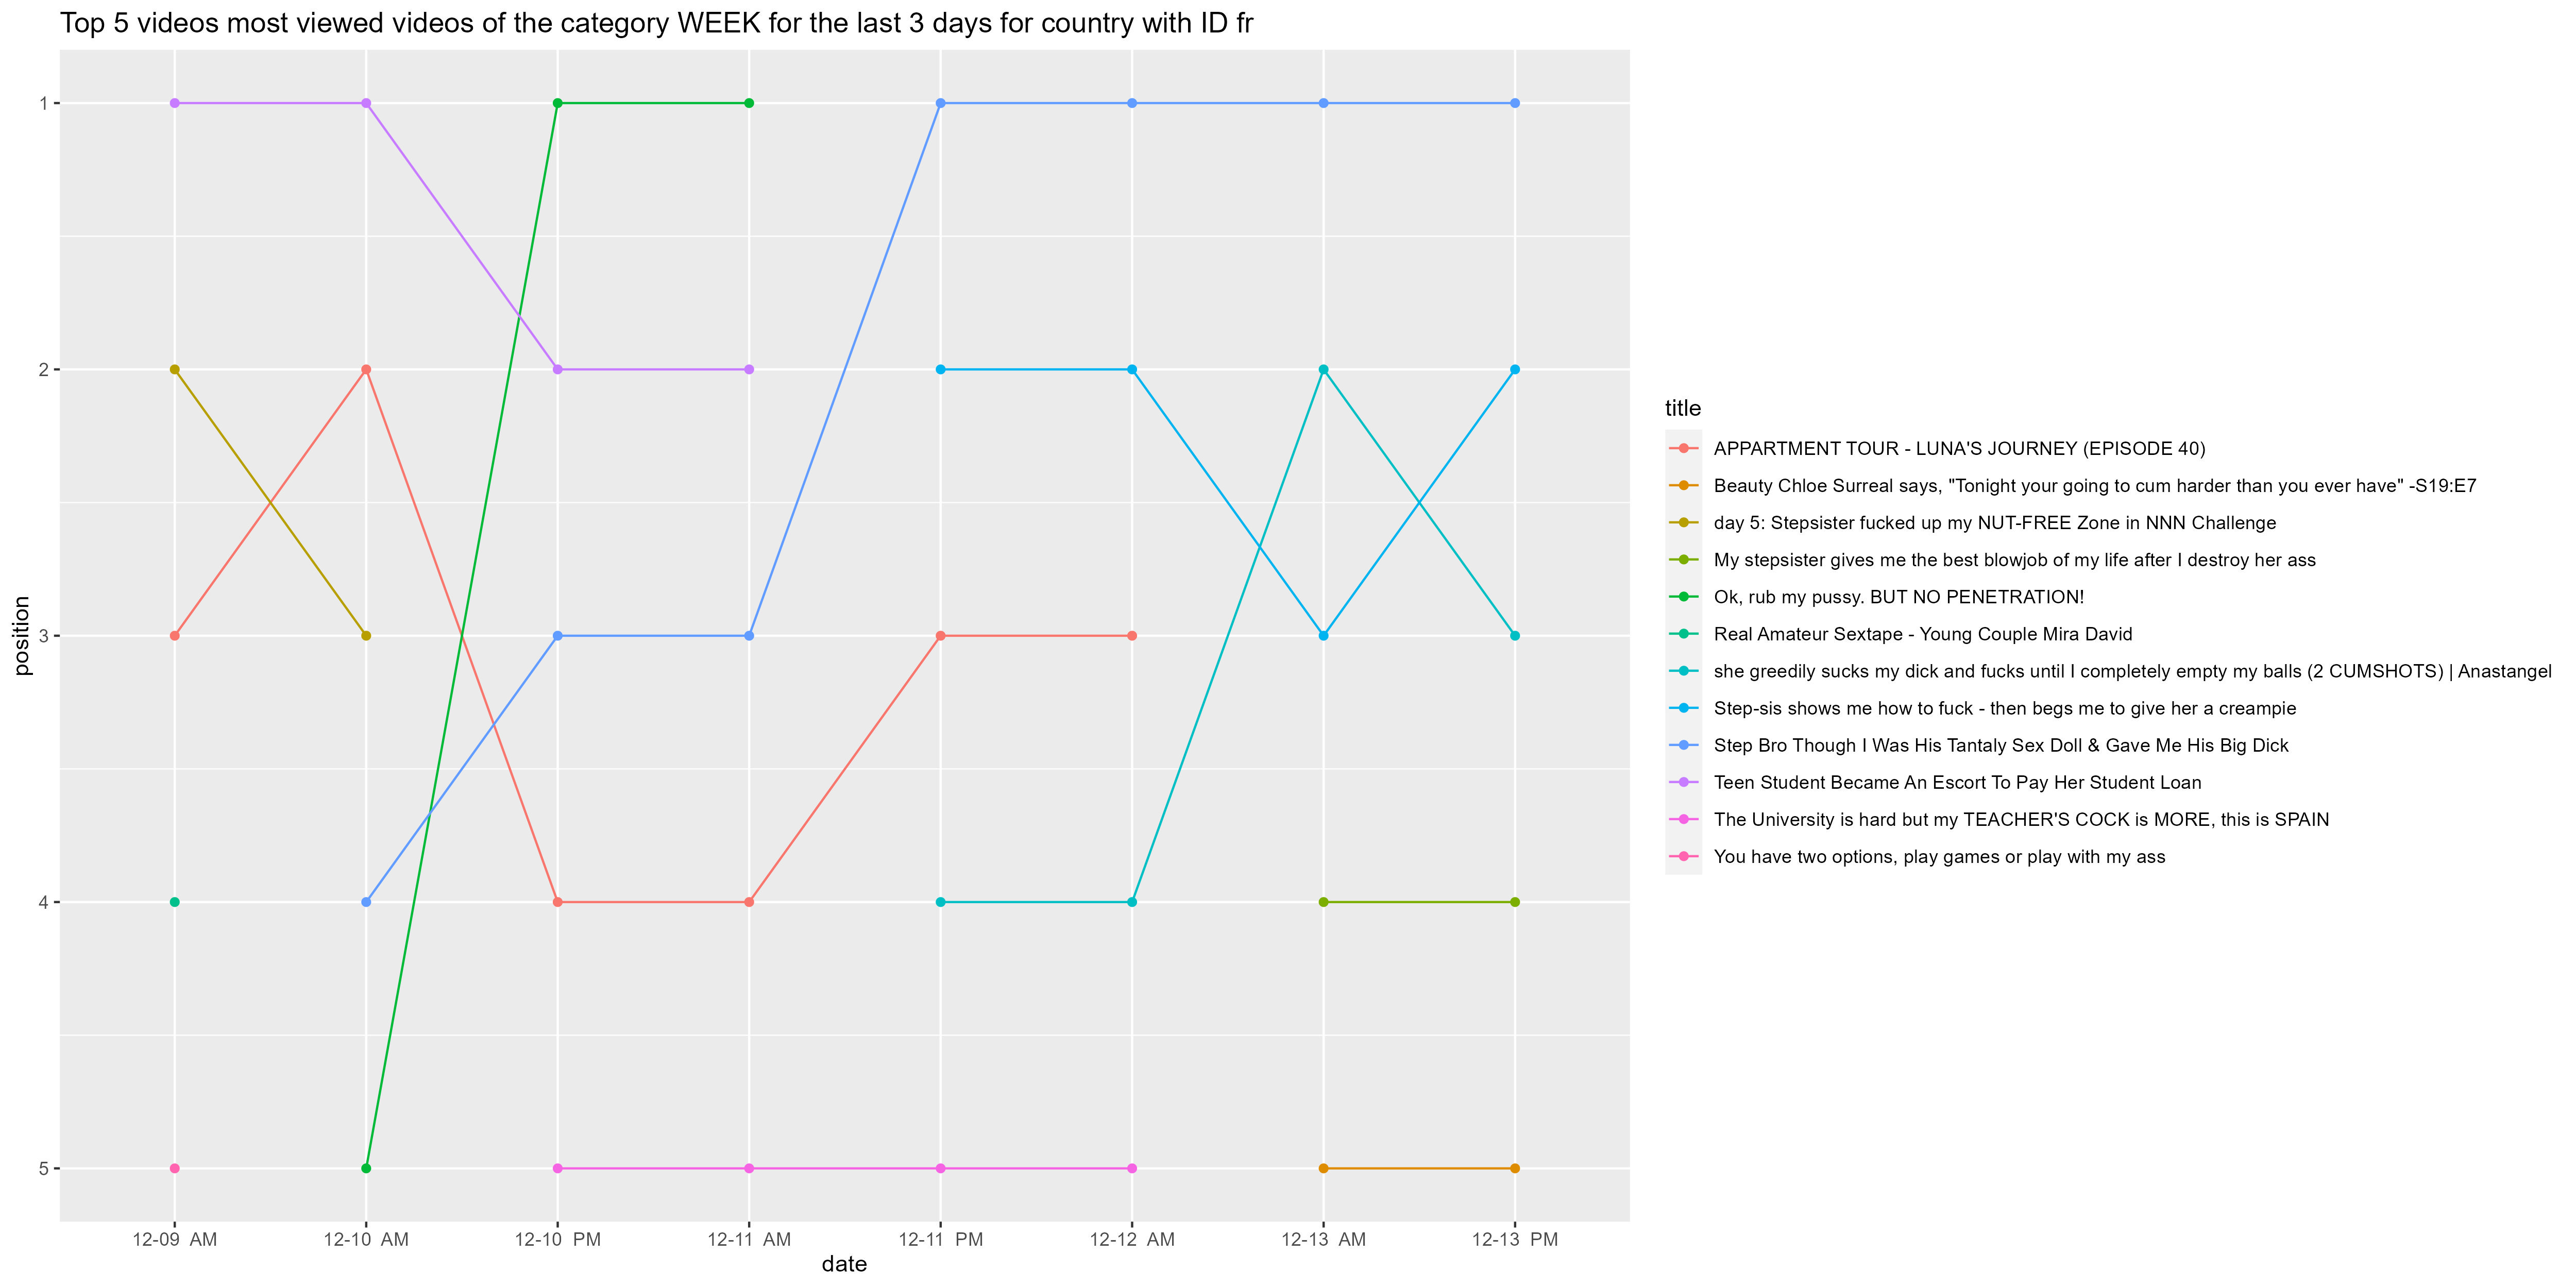 Top 5 videos most viewed videos of the category WEEK for the last 3 days for country with ID fr
position
1
2
3
4
5
12-09 AM
12-10 AM
12-10 PM
12-11 AM
12-11 PM
12-12 AM
12-13 AM
12-13 PM
date
title
APPARTMENT TOUR - LUNA'S JOURNEY (EPISODE 40)
Beauty Chloe Surreal says, "Tonight your going to cum harder than you ever have" -S19:E7
day 5: Stepsister fucked up my NUT-FREE Zone in NNN Challenge
My stepsister gives me the best blowjob of my life after I destroy her ass
Ok, rub my pussy. BUT NO PENETRATION!
Real Amateur Sextape - Young Couple Mira David
she greedily sucks my dick and fucks until I completely empty my balls (2 CUMSHOTS) | Anastangel
Step-sis shows me how to fuck - then begs me to give her a creampie
Step Bro Though I Was His Tantaly Sex Doll & Gave Me His Big Dick
Teen Student Became An Escort To Pay Her Student Loan
The University is hard but my TEACHER'S COCK is MORE, this is SPAIN
You have two options, play games or play with my ass